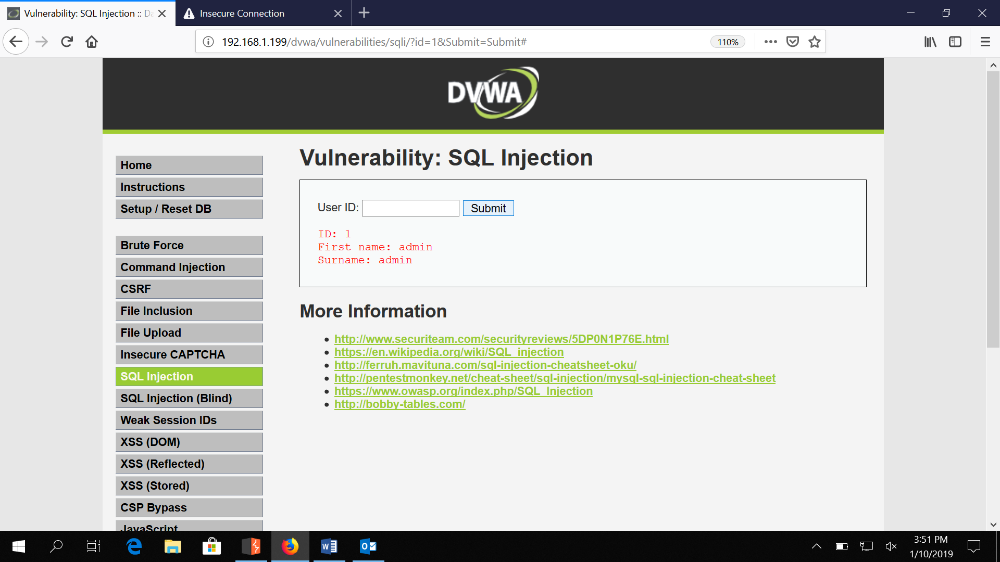 Vulnerability: SQL Injection :: Da
Insecure Connection
192.168.1.199/dvwa/vulnerabilities/sqli/?id=1&Submit=Submit#
110%
DVWA
Home
Instructions
Setup / Reset DB
Brute Force
Command Injection
CSRF
File Inclusion
File Upload
Insecure CAPTCHA
SQL Injection
SQL Injection (Blind)
Weak Session IDs
XSS (DOM)
XSS (Reflected)
XSS (Stored)
CSP Bypass
JavaScript
Vulnerability: SQL Injection
User ID:
Submit
ID: 1
First name: admin
Surname: admin
More Information
http://www.securiteam.com/securityreviews/5DP0N1P76E.html
https://en.wikipedia.org/wiki/SQL_injection
http://ferruh.mavituna.com/sql-injection-cheatsheet-oku/
http://pentestmonkey.net/cheat-sheet/sql-injection/mysql-sql-injection-cheat-sheet
https://www.owasp.org/index.php/SQL_Injection
http://bobby-tables.com/
3:51 PM
1/10/2019